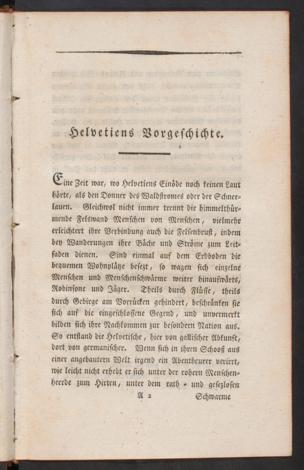 Helvetiens Vorgeschichte.
Eine Zeit war, wo Helvetiens Einöde noch keinen Laut
hörte, als den Donner des Waldstromes oder der Schnee-
lauen. Gleichwol nicht immer trennt die himmelthür-
mende Felswand Menschen von Menschen, vielmehr
erleichtert ihre Verbindung auch die Felsenbrust, indem
bey Wanderungen ihre Bäche und Ströme zum Leit-
faden dienen. Sind einmal auf dem Erdboden die
bequemen Wohnplätze besezt, so wagen sich einzelne
Menschen und Menschenschwärme weiter hinaufwärts,
Robinsone und Jäger. Theils durch Flüsse, theils
durch Gebirge am Vorrücken gehindert, beschränken sie
sich auf die eingeschlossene Gegend, und unvermerkt
bilden sich ihre Nachkommen zur besondern Nation aus.
So entstand die Helvetische, hier von gallischer Abkunft,
dort von germanischer. Wenn sich in ihren Schooß aus
einer angebautern Welt irgend ein Abentheurer verirrt,
wie leicht nicht erhebt er sich unter der rohern Menschen-
heerde zum Hirten, unter dem rath- und gesezlosen
A 2 Schwarme